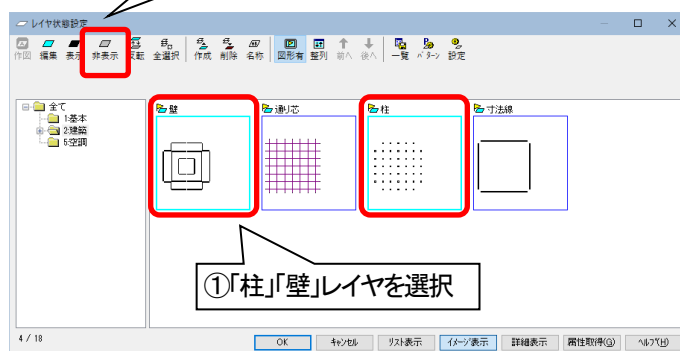 レイヤ状態設定
作図 編集 表示 非表示 反転 全選択 作成 削除 名称 図形有 整列 前へ 後へ 一覧 パターン 設定
全て
1:基本
2:建築
5:空調
壁 通り芯 柱 寸法線
①「柱」「壁」レイヤを選択
4 / 18
OK キャンセル リスト表示 イメージ表示 詳細表示 属性取得(G) ヘルプ(H)